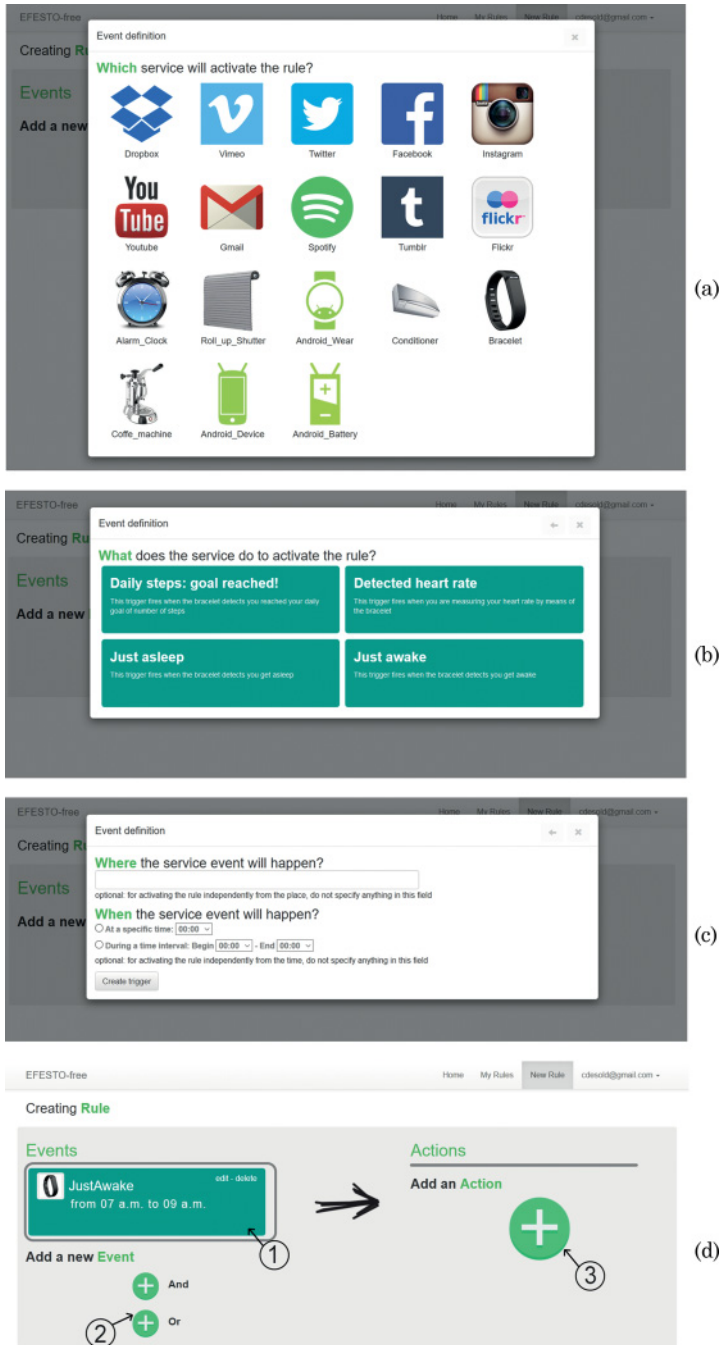 EFESTO-free Home My Rules New Rule cdesold@gmail.com
Event definition
Creating Ru
Which service will activate the rule?
Events
Add a new
Dropbox Vimeo Twitter Facebook Instagram
You
Tube
t
flickr
Youtube Gmail Spotify Tumblr Flickr
Alarm_Clock Roll_up_Shutter Android_Wear Conditioner Bracelet
Coffe_machine Android_Device Android_Battery
(a)
EFESTO-free Home My Rules New Rule cdesold@gmail.com
Event definition
Creating Ru
What does the service do to activate the rule?
Events
Add a new
Daily steps: goal reached!
This trigger fires when the bracelet detects you reached your daily
goal of number of steps
Detected heart rate
This trigger fires when you are measuring your heart rate by means of
the bracelet
Just asleep
This trigger fires when the bracelet detects you get asleep
Just awake
This trigger fires when the bracelet detects you get awake
(b)
EFESTO-free Home My Rules New Rule cdesold@gmail.com
Event definition
Creating Ru
Where the service event will happen?
Events
optional: for activating the rule independently from the place, do not specify anything in this field
Add a new
When the service event will happen?
At a specific time: 00:00
During a time interval: Begin 00:00 - End 00:00
optional: for activating the rule independently from the time, do not specify anything in this field
Create trigger
(c)
EFESTO-free Home My Rules New Rule cdesold@gmail.com
Creating Rule
Events
JustAwake edit - delete
from 07 a.m. to 09 a.m.
1
Add a new Event
And
2
Or
Actions
Add an Action
3
(d)